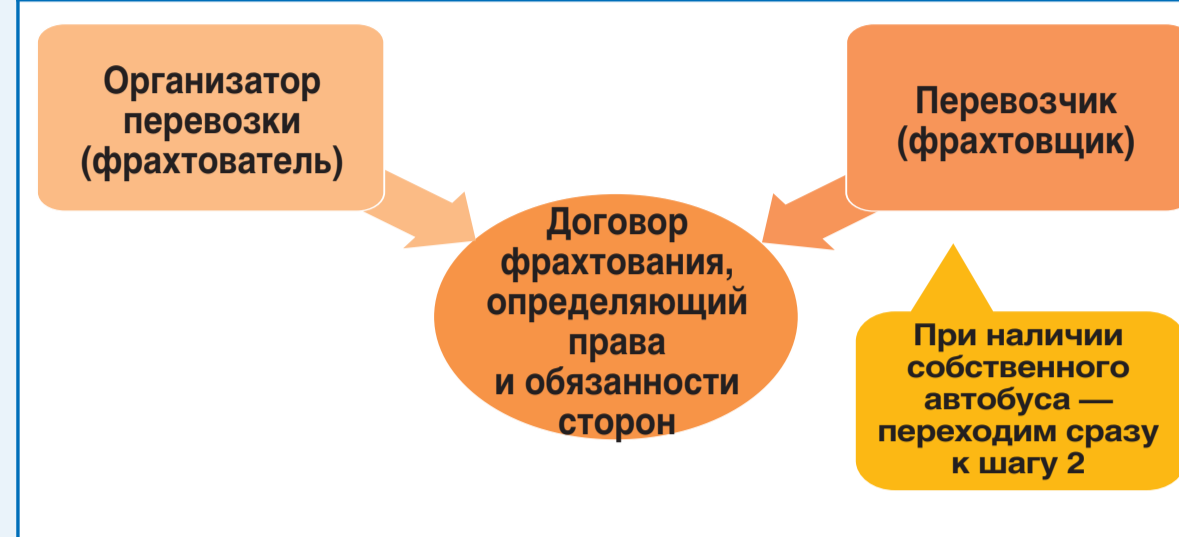 Организатор
перевозки
(фрахтователь)
Перевозчик
(фрахтовщик)
Договор
фрахтования,
определяющий
права
и обязанности
сторон
При наличии
собственного
автобуса —
переходим сразу
к шагу 2